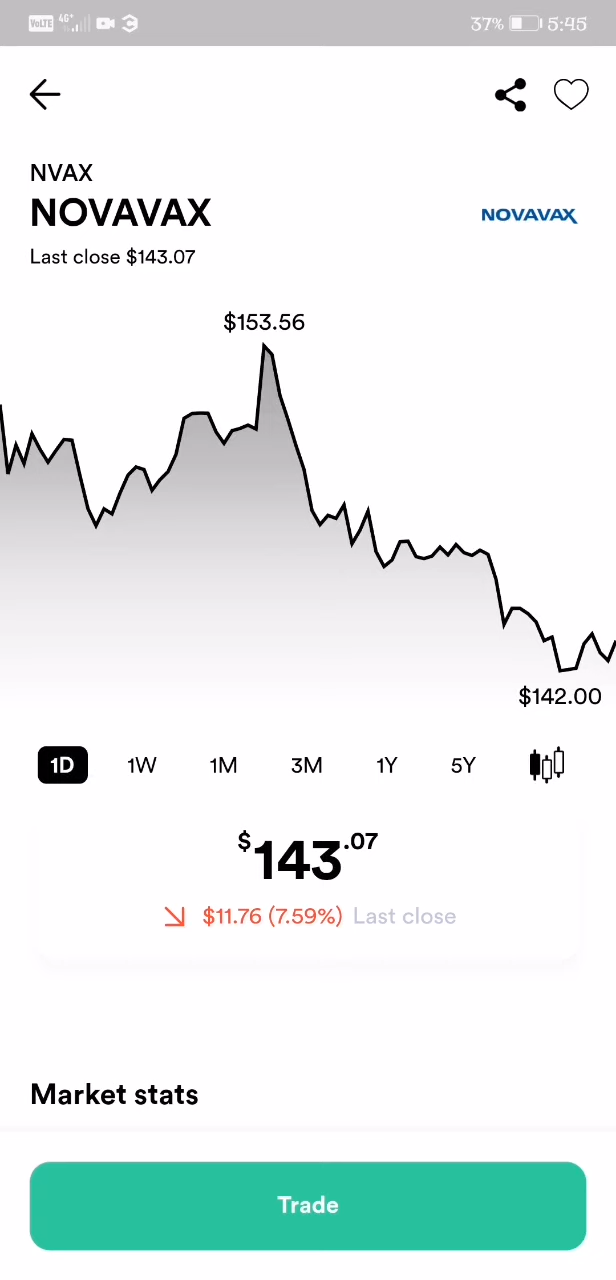 VoLTE 4G+ 37% 5:45
NVAX
NOVAVAX
NOVAVAX
Last close $143.07
$153.56
$142.00
1D 1W 1M 3M 1Y 5Y
$143.07
$11.76 (7.59%) Last close
Market stats
Trade